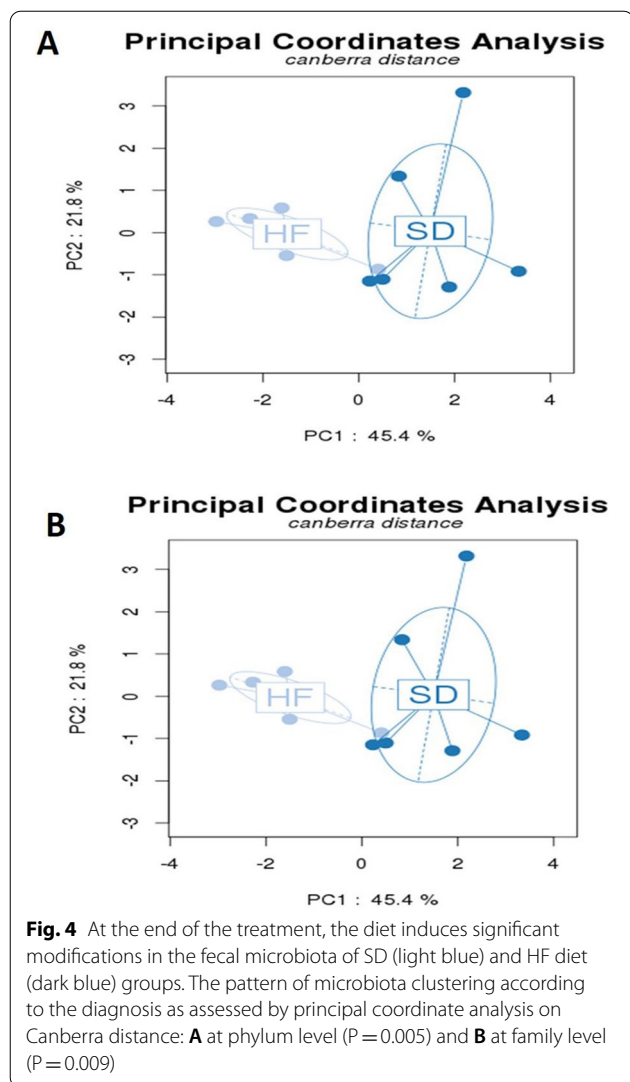 A
Principal Coordinates Analysis
canberra distance
PC2 : 21.8 %
3
2
1
0
-1
-2
-3
HF
SD
-4
-2
0
2
4
PC1 : 45.4 %
B
Principal Coordinates Analysis
canberra distance
PC2 : 21.8 %
3
2
1
0
-1
-2
-3
HF
SD
-4
-2
0
2
4
PC1 : 45.4 %
Fig. 4 At the end of the treatment, the diet induces significant
modifications in the fecal microbiota of SD (light blue) and HF diet
(dark blue) groups. The pattern of microbiota clustering according
to the diagnosis as assessed by principal coordinate analysis on
Canberra distance: A at phylum level (P = 0.005) and B at family level
(P = 0.009)